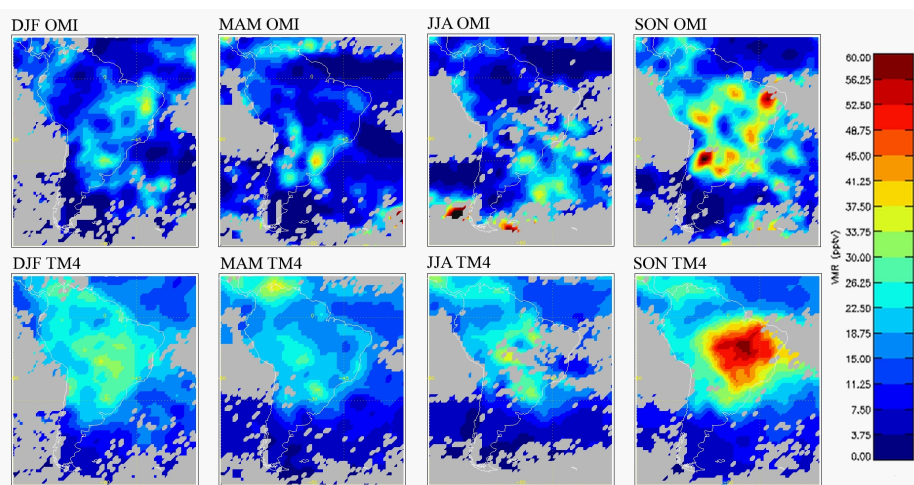 DJF OMI
MAM OMI
JJA OMI
SON OMI
60.00
56.25
52.50
48.75
45.00
41.25
37.50
33.75
30.00
26.25
22.50
18.75
15.00
11.25
7.50
3.75
0.00
VMR (pptv)
DJF TM4
MAM TM4
JJA TM4
SON TM4